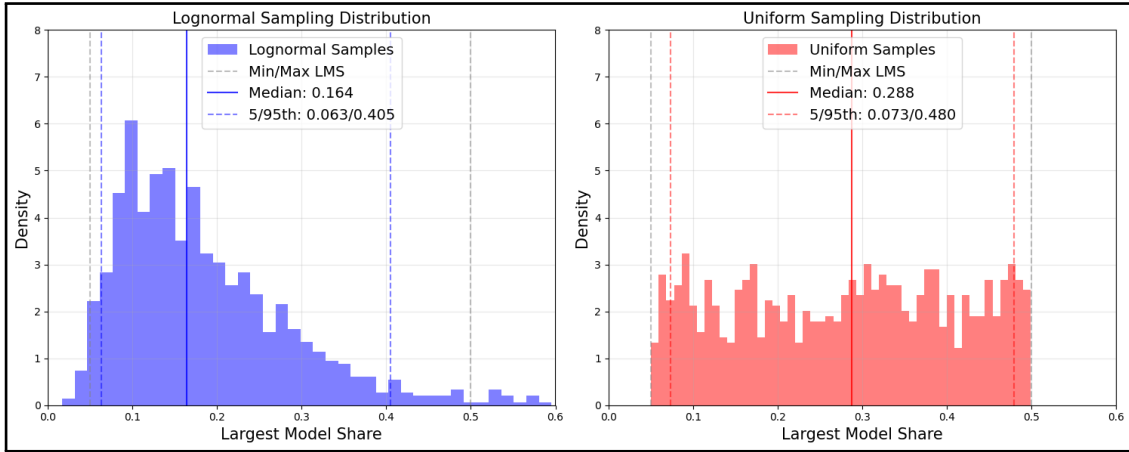 Lognormal Sampling Distribution
8
7
6
5
4
3
2
1
0
Density
Lognormal Samples
Min/Max LMS
Median: 0.164
5/95th: 0.063/0.405
0.0 0.1 0.2 0.3 0.4 0.5 0.6
Largest Model Share
Uniform Sampling Distribution
8
7
6
5
4
3
2
1
0
Density
Uniform Samples
Min/Max LMS
Median: 0.288
5/95th: 0.073/0.480
0.0 0.1 0.2 0.3 0.4 0.5 0.6
Largest Model Share